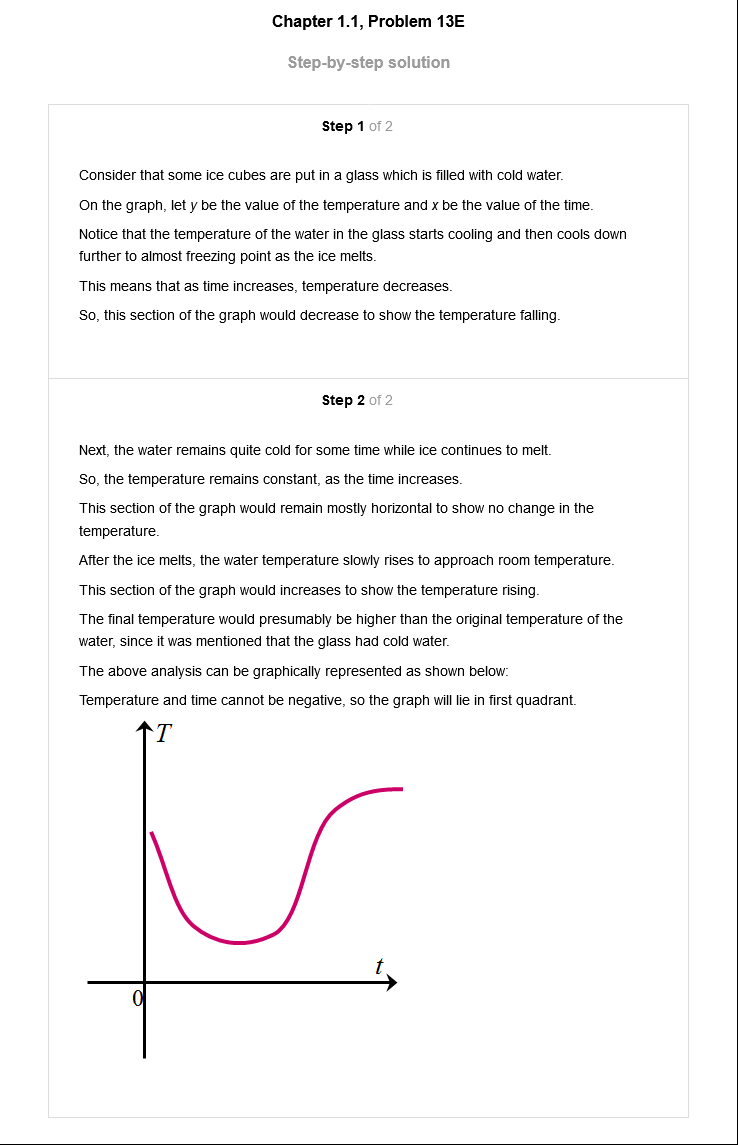 Chapter 1.1, Problem 13E
Step-by-step solution
Step 1 of 2
Consider that some ice cubes are put in a glass which is filled with cold water.
On the graph, let y be the value of the temperature and x be the value of the time.
Notice that the temperature of the water in the glass starts cooling and then cools down
further to almost freezing point as the ice melts.
This means that as time increases, temperature decreases.
So, this section of the graph would decrease to show the temperature falling.
Step 2 of 2
Next, the water remains quite cold for some time while ice continues to melt.
So, the temperature remains constant, as the time increases.
This section of the graph would remain mostly horizontal to show no change in the
temperature.
After the ice melts, the water temperature slowly rises to approach room temperature.
This section of the graph would increases to show the temperature rising.
The final temperature would presumably be higher than the original temperature of the
water, since it was mentioned that the glass had cold water.
The above analysis can be graphically represented as shown below:
Temperature and time cannot be negative, so the graph will lie in first quadrant.
T
t
0